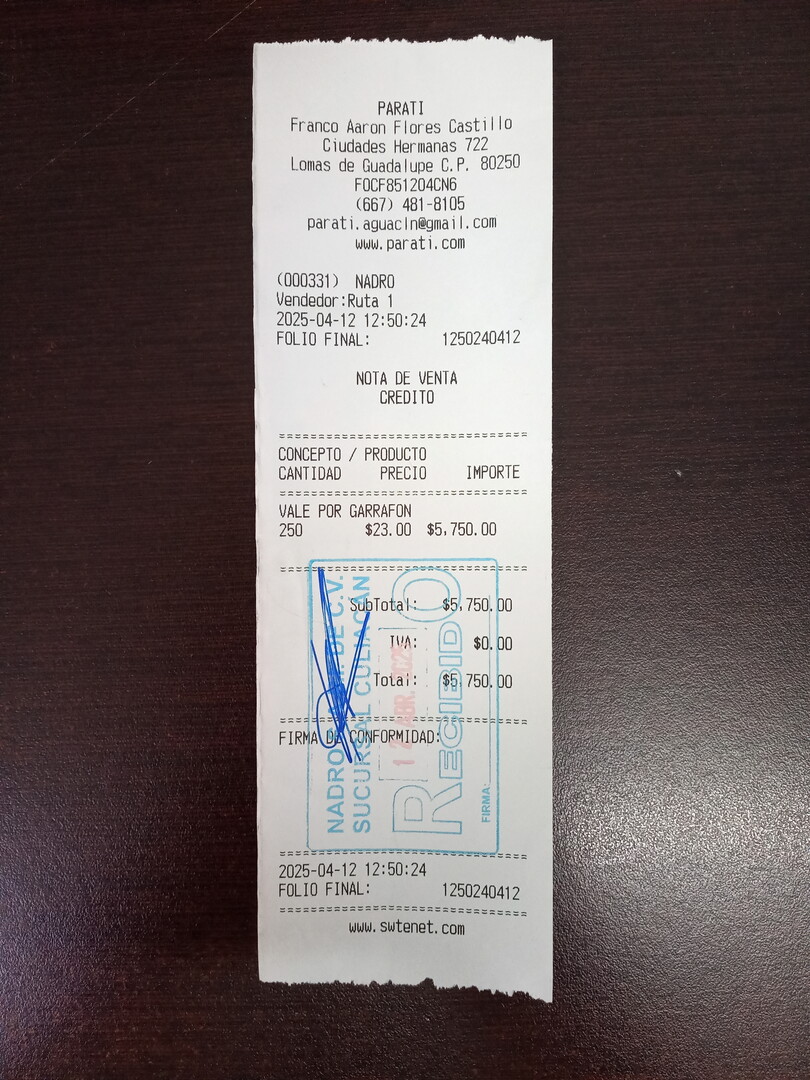 PARATI
Franco Aaron Flores Castillo
Ciudades Hermanas 722
Lomas de Guadalupe C.P. 80250
FOCF851204CN6
(667) 481-8105
parati.aguacln@gmail.com
www.parati.com
(000331) NADRO
Vendedor:Ruta 1
2025-04-12 12:50:24
FOLIO FINAL: 1250240412
NOTA DE VENTA
CREDITO
CONCEPTO / PRODUCTO
CANTIDAD PRECIO IMPORTE
VALE POR GARRAFON
250 $23.00 $5,750.00
SubTotal: $5,750.00
IVA: $0.00
Total: $5,750.00
FIRMA DE CONFORMIDAD:
NADRO DE C.V.
SUCURSAL CULIACAN
12 ABR. 2025
RECIBIDO
FIRMA:
2025-04-12 12:50:24
FOLIO FINAL: 1250240412
www.swtenet.com